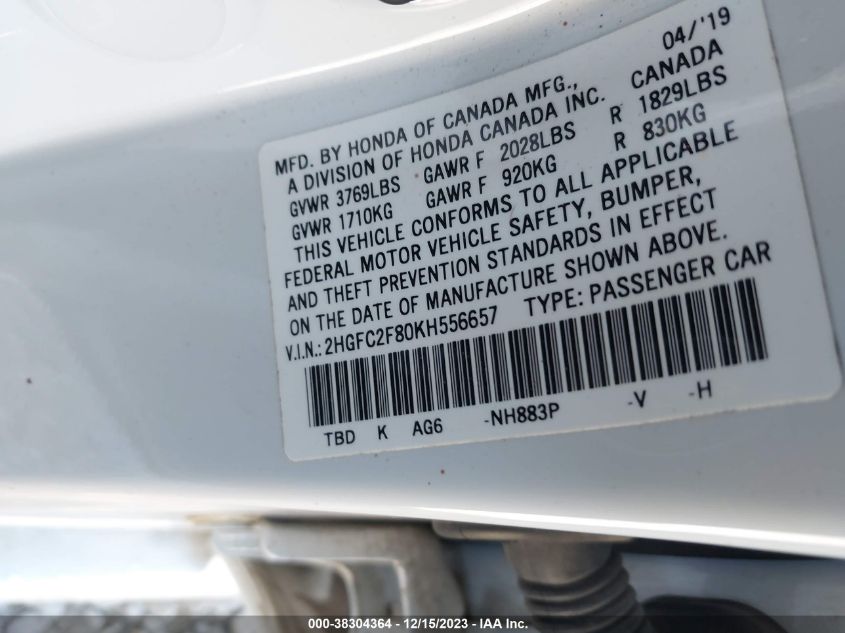 04/'19
MFD. BY HONDA OF CANADA MFG.,
A DIVISION OF HONDA CANADA INC. CANADA
GVWR 3769LBS GAWR F 2028LBS R 1829LBS
GVWR 1710KG GAWR F 920KG R 830KG
THIS VEHICLE CONFORMS TO ALL APPLICABLE
FEDERAL MOTOR VEHICLE SAFETY, BUMPER,
AND THEFT PREVENTION STANDARDS IN EFFECT
ON THE DATE OF MANUFACTURE SHOWN ABOVE.
V.I.N.: 2HGFC2F80KH556657 TYPE: PASSENGER CAR
TBD K AG6 -NH883P -V -H
000-38304364 - 12/15/2023 - IAA Inc.